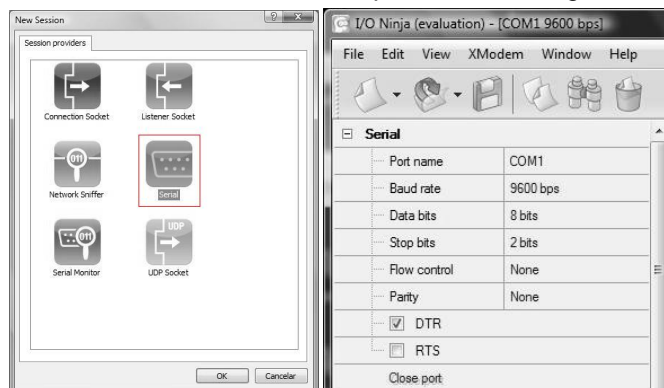 New Session
Session providers
Connection Socket
Listener Socket
011
Network Sniffer
Serial
011
UDP
Serial Monitor
UDP Socket
OK
Cancelar
I/O Ninja (evaluation) - [COM1 9600 bps]
File Edit View XModem Window Help
Serial
Port name COM1
Baud rate 9600 bps
Data bits 8 bits
Stop bits 2 bits
Flow control None
Parity None
DTR
RTS
Close port